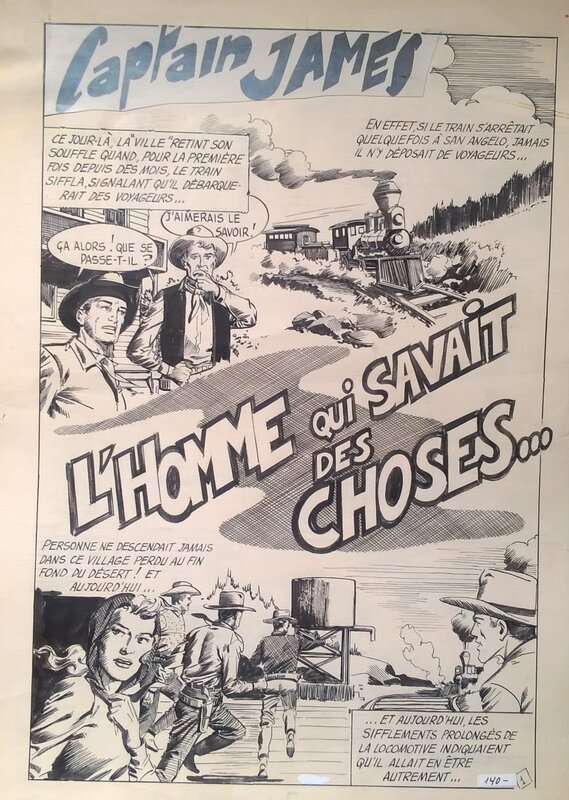 Captain JAMES
CE JOUR-LÀ, LA "VILLE" RETINT SON
SOUFFLE QUAND, POUR LA PREMIÈRE
FOIS DEPUIS DES MOIS, LE TRAIN
SIFFLA, SIGNALANT QU'IL DÉBARQUE-
RAIT DES VOYAGEURS...
EN EFFET, SI LE TRAIN S'ARRÊTAIT
QUELQUEFOIS À SAN ANGELO, JAMAIS
IL N'Y DÉPOSAIT DE VOYAGEURS...
ÇA ALORS ! QUE SE
PASSE-T-IL ?
J'AIMERAIS LE
SAVOIR !
L'HOMME QUI SAVAIT
DES
CHOSES...
PERSONNE NE DESCENDAIT JAMAIS
DANS CE VILLAGE PERDU AU FIN
FOND DU DÉSERT ! ET
AUJOURD'HUI...
... ET AUJOURD'HUI, LES
SIFFLEMENTS PROLONGÉS DE
LA LOCOMOTIVE INDIQUAIENT
QU'IL ALLAIT EN ÊTRE
AUTREMENT...
140-
1